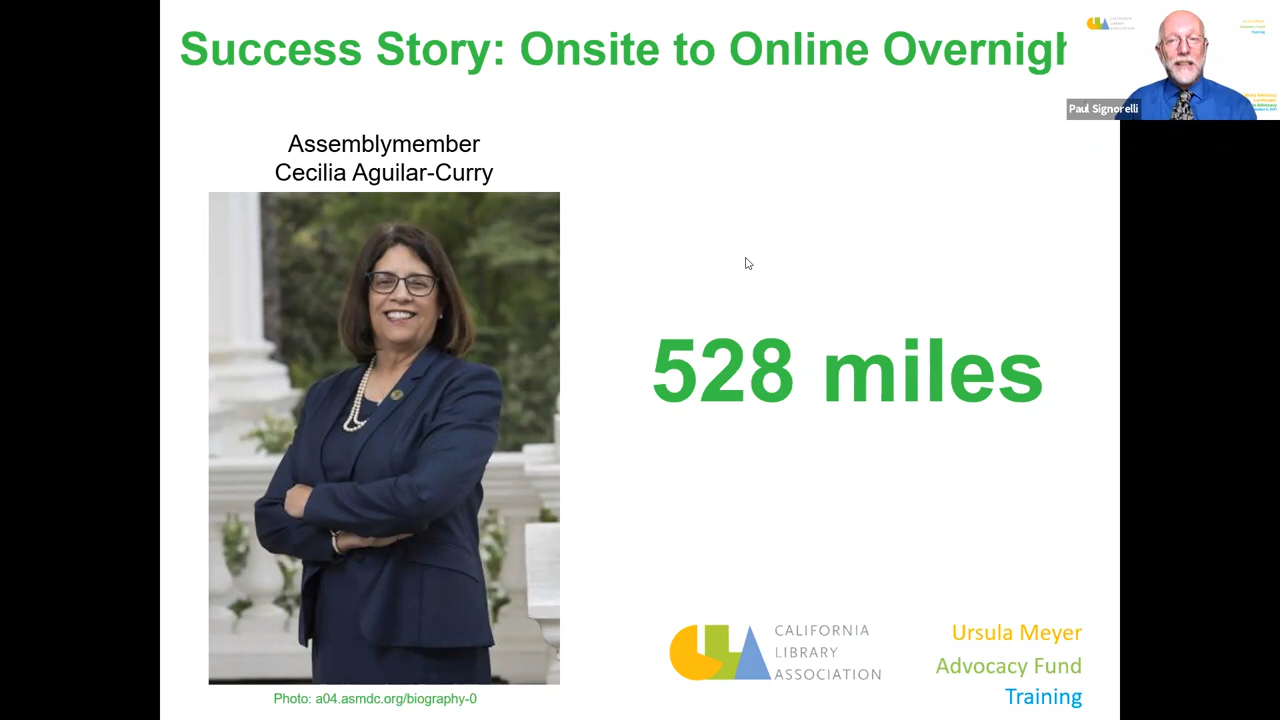 Success Story: Onsite to Online Overnigh
Paul Signorelli
Assemblymember
Cecilia Aguilar-Curry
528 miles
CALIFORNIA
LIBRARY
ASSOCIATION
Ursula Meyer
Advocacy Fund
Training
Photo: a04.asmdc.org/biography-0